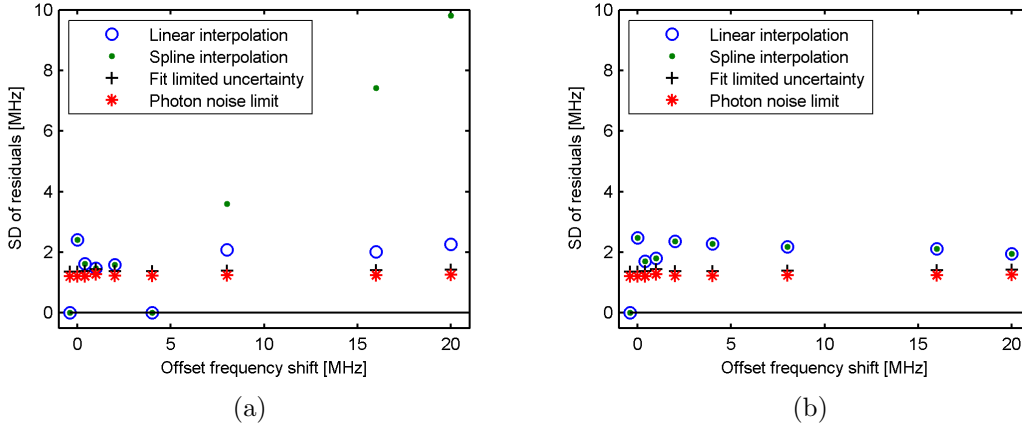 10
8
6
4
2
0
SD of residuals [MHz]
Linear interpolation
Spline interpolation
Fit limited uncertainty
Photon noise limit
0 5 10 15 20
Offset frequency shift [MHz]
(a)
10
8
6
4
2
0
SD of residuals [MHz]
Linear interpolation
Spline interpolation
Fit limited uncertainty
Photon noise limit
0 5 10 15 20
Offset frequency shift [MHz]
(b)